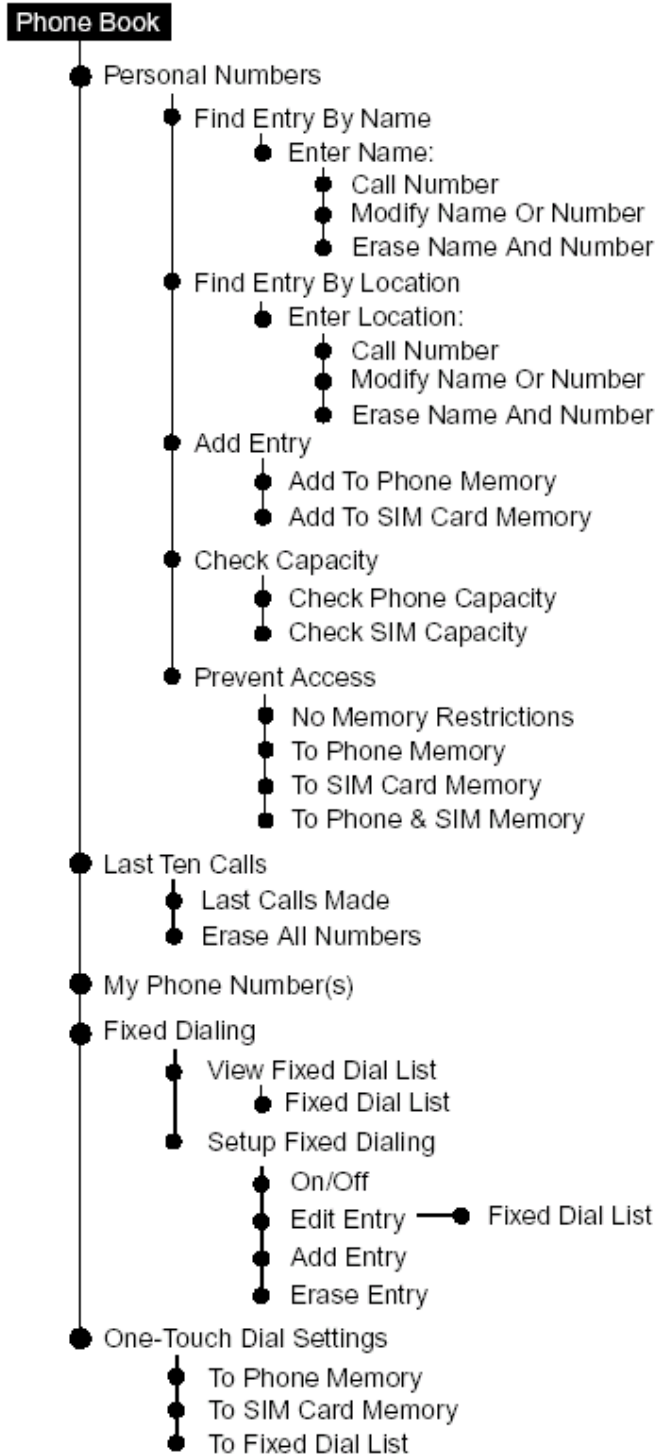 Phone Book
Personal Numbers
Find Entry By Name
Enter Name:
Call Number
Modify Name Or Number
Erase Name And Number
Find Entry By Location
Enter Location:
Call Number
Modify Name Or Number
Erase Name And Number
Add Entry
Add To Phone Memory
Add To SIM Card Memory
Check Capacity
Check Phone Capacity
Check SIM Capacity
Prevent Access
No Memory Restrictions
To Phone Memory
To SIM Card Memory
To Phone & SIM Memory
Last Ten Calls
Last Calls Made
Erase All Numbers
My Phone Number(s)
Fixed Dialing
View Fixed Dial List
Fixed Dial List
Setup Fixed Dialing
On/Off
Edit Entry Fixed Dial List
Add Entry
Erase Entry
One-Touch Dial Settings
To Phone Memory
To SIM Card Memory
To Fixed Dial List